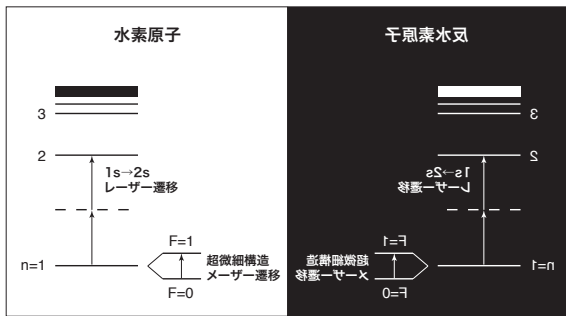 水素原子
3
2
1s→2s
レーザー遷移
n=1
F=1
超微細構造
メーザー遷移
F=0
反水素原子
3
2
1s→2s
レーザー遷移
n=1
F=1
超微細構造
メーザー遷移
F=0